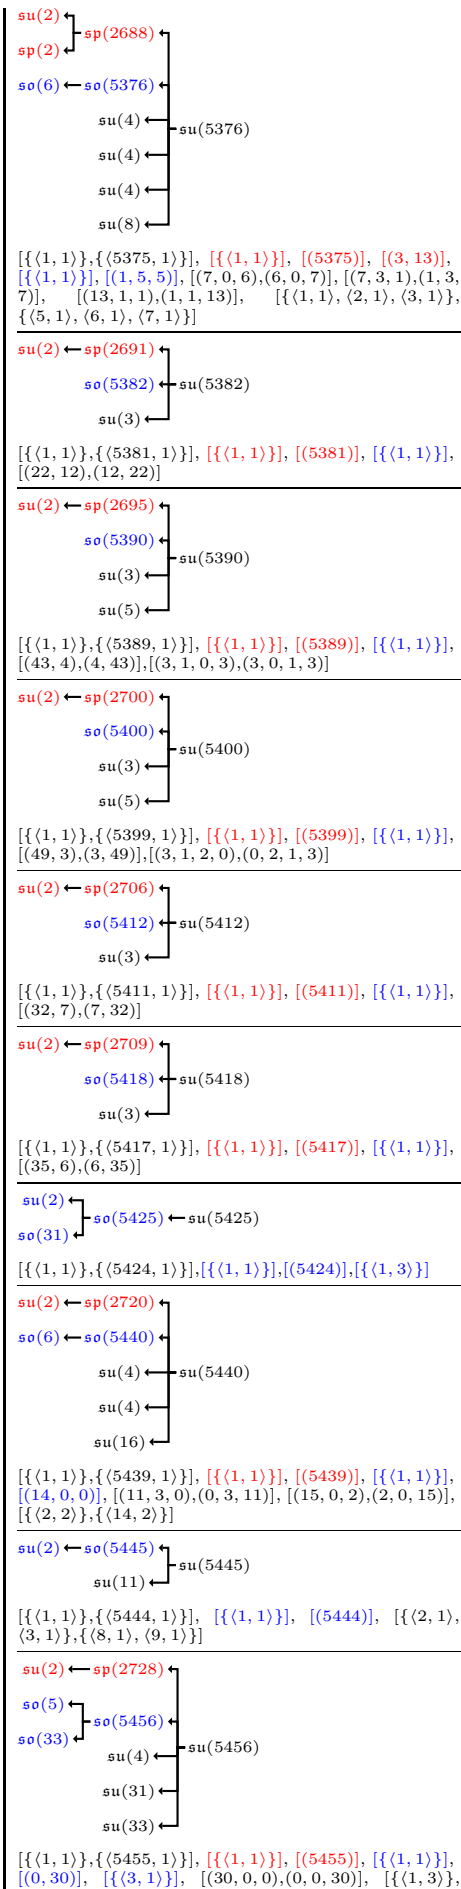 𝔰𝔲(2)
𝔰𝔭(2688)
𝔰𝔭(2)
𝔰𝔬(6) 𝔰𝔬(5376)
𝔰𝔲(4)
𝔰𝔲(5376)
𝔰𝔲(4)
𝔰𝔲(4)
𝔰𝔲(8)
[{⟨1, 1⟩},{⟨5375, 1⟩}], [{⟨1, 1⟩}], [(5375)], [(3, 13)],
[{⟨1, 1⟩}], [(1, 5, 5)], [(7, 0, 6),(6, 0, 7)], [(7, 3, 1),(1, 3,
7)], [(13, 1, 1),(1, 1, 13)], [{⟨1, 1⟩, ⟨2, 1⟩, ⟨3, 1⟩},
{⟨5, 1⟩, ⟨6, 1⟩, ⟨7, 1⟩}]
𝔰𝔲(2) 𝔰𝔭(2691)
𝔰𝔬(5382) 𝔰𝔲(5382)
𝔰𝔲(3)
[{⟨1, 1⟩},{⟨5381, 1⟩}], [{⟨1, 1⟩}], [(5381)], [{⟨1, 1⟩}],
[(22, 12),(12, 22)]
𝔰𝔲(2) 𝔰𝔭(2695)
𝔰𝔬(5390)
𝔰𝔲(5390)
𝔰𝔲(3)
𝔰𝔲(5)
[{⟨1, 1⟩},{⟨5389, 1⟩}], [{⟨1, 1⟩}], [(5389)], [{⟨1, 1⟩}],
[(43, 4),(4, 43)],[(3, 1, 0, 3),(3, 0, 1, 3)]
𝔰𝔲(2) 𝔰𝔭(2700)
𝔰𝔬(5400)
𝔰𝔲(5400)
𝔰𝔲(3)
𝔰𝔲(5)
[{⟨1, 1⟩},{⟨5399, 1⟩}], [{⟨1, 1⟩}], [(5399)], [{⟨1, 1⟩}],
[(49, 3),(3, 49)],[(3, 1, 2, 0),(0, 2, 1, 3)]
𝔰𝔲(2) 𝔰𝔭(2706)
𝔰𝔬(5412) 𝔰𝔲(5412)
𝔰𝔲(3)
[{⟨1, 1⟩},{⟨5411, 1⟩}], [{⟨1, 1⟩}], [(5411)], [{⟨1, 1⟩}],
[(32, 7),(7, 32)]
𝔰𝔲(2) 𝔰𝔭(2709)
𝔰𝔬(5418) 𝔰𝔲(5418)
𝔰𝔲(3)
[{⟨1, 1⟩},{⟨5417, 1⟩}], [{⟨1, 1⟩}], [(5417)], [{⟨1, 1⟩}],
[(35, 6),(6, 35)]
𝔰𝔲(2)
𝔰𝔬(5425) 𝔰𝔲(5425)
𝔰𝔬(31)
[{⟨1, 1⟩},{⟨5424, 1⟩}],[{⟨1, 1⟩}],[(5424)],[{⟨1, 3⟩}]
𝔰𝔲(2) 𝔰𝔭(2720)
𝔰𝔬(6) 𝔰𝔬(5440)
𝔰𝔲(4) 𝔰𝔲(5440)
𝔰𝔲(4)
𝔰𝔲(16)
[{⟨1, 1⟩},{⟨5439, 1⟩}], [{⟨1, 1⟩}], [(5439)], [{⟨1, 1⟩}],
[(14, 0, 0)], [(11, 3, 0),(0, 3, 11)], [(15, 0, 2),(2, 0, 15)],
[{⟨2, 2⟩},{⟨14, 2⟩}]
𝔰𝔲(2) 𝔰𝔬(5445)
𝔰𝔲(5445)
𝔰𝔲(11)
[{⟨1, 1⟩},{⟨5444, 1⟩}], [{⟨1, 1⟩}], [(5444)], [{⟨2, 1⟩,
⟨3, 1⟩},{⟨8, 1⟩, ⟨9, 1⟩}]
𝔰𝔲(2) 𝔰𝔭(2728)
𝔰𝔬(5)
𝔰𝔬(5456)
𝔰𝔬(33)
𝔰𝔲(5456)
𝔰𝔲(4)
𝔰𝔲(31)
𝔰𝔲(33)
[{⟨1, 1⟩},{⟨5455, 1⟩}], [{⟨1, 1⟩}], [(5455)], [{⟨1, 1⟩}],
[(0, 30)], [{⟨3, 1⟩}], [(30, 0, 0),(0, 0, 30)], [{⟨1, 3⟩},